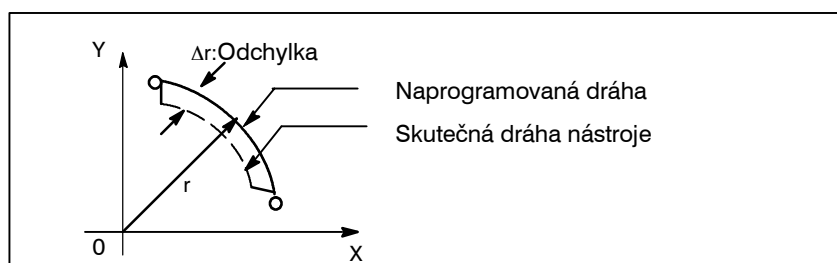 Y
Δr:Odchylka
Naprogramovaná dráha
Skutečná dráha nástroje
r
0
X